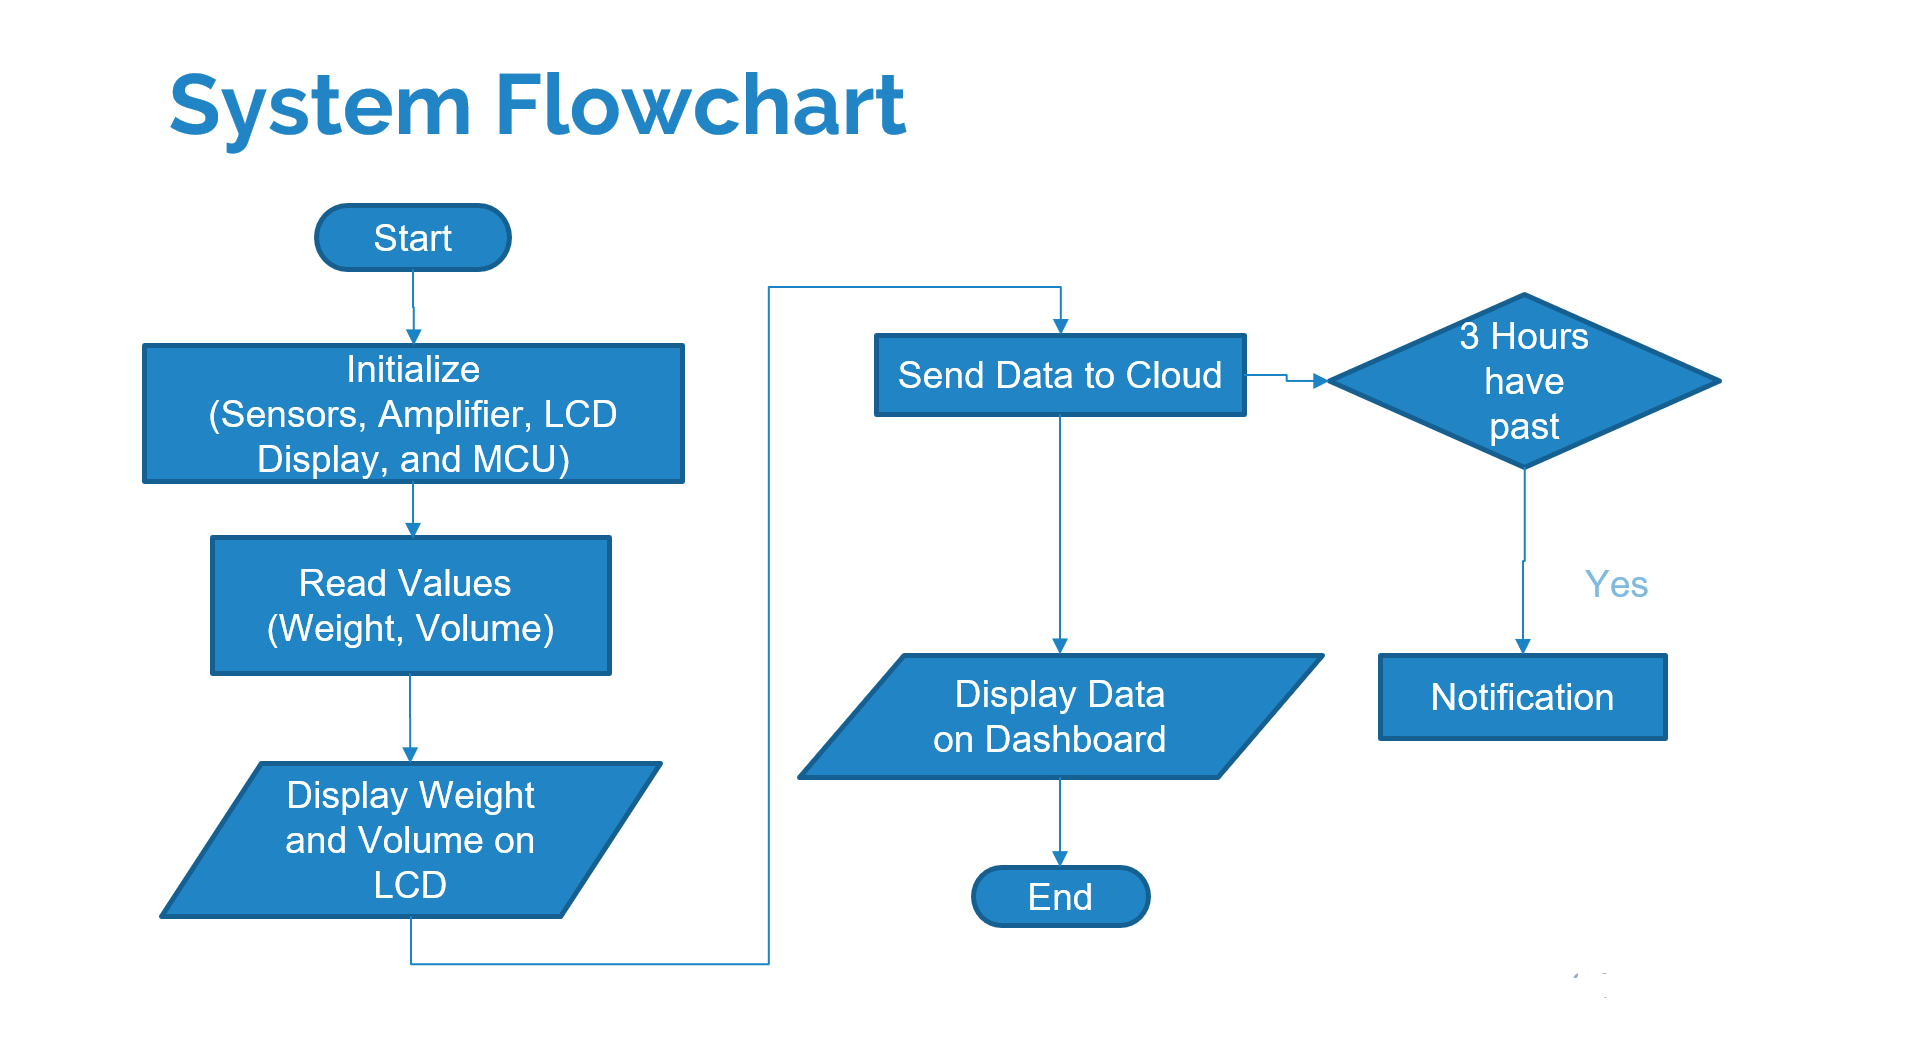 System Flowchart
Start
Initialize
(Sensors, Amplifier, LCD
Display, and MCU)
Read Values
(Weight, Volume)
Display Weight
and Volume on
LCD
Send Data to Cloud
Display Data
on Dashboard
End
3 Hours
have
past
Yes
Notification